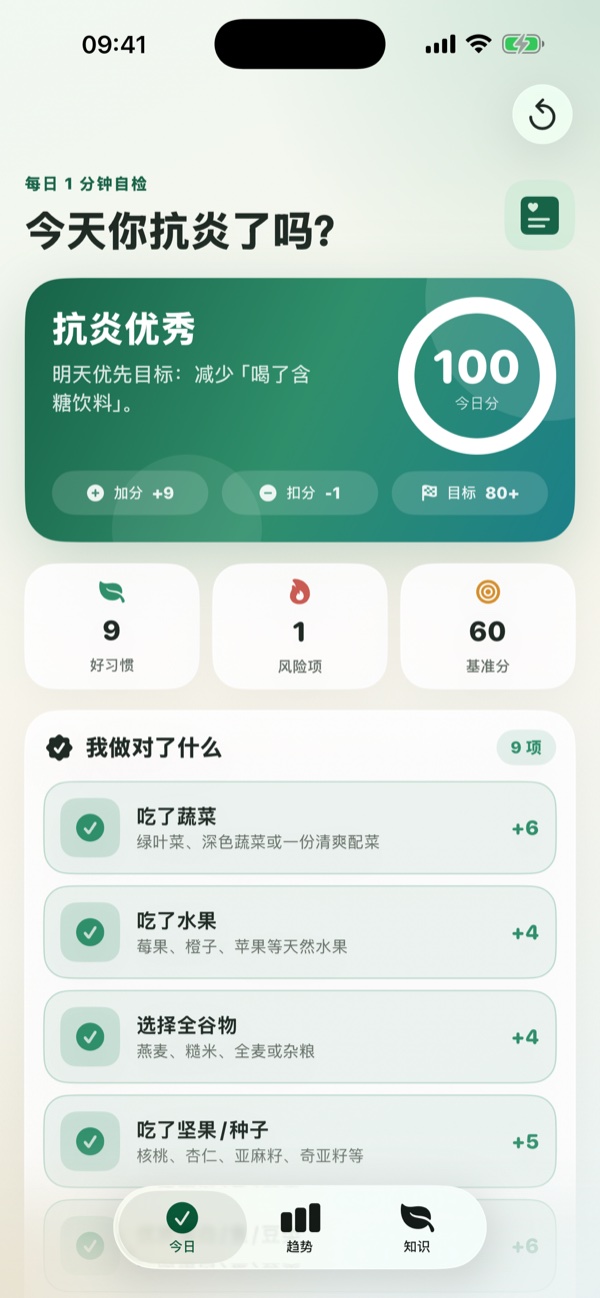 09:41
每日 1 分钟自检
今天你抗炎了吗?
抗炎优秀
明天优先目标：减少「喝了含
糖饮料」。
100
今日分
加分 +9
扣分 -1
目标 80+
9
好习惯
1
风险项
60
基准分
我做对了什么
9 项
吃了蔬菜
绿叶菜、深色蔬菜或一份清爽配菜
+6
吃了水果
莓果、橙子、苹果等天然水果
+4
选择全谷物
燕麦、糙米、全麦或杂粮
+4
吃了坚果/种子
核桃、杏仁、亚麻籽、奇亚籽等
+5
+6
今日
趋势
知识